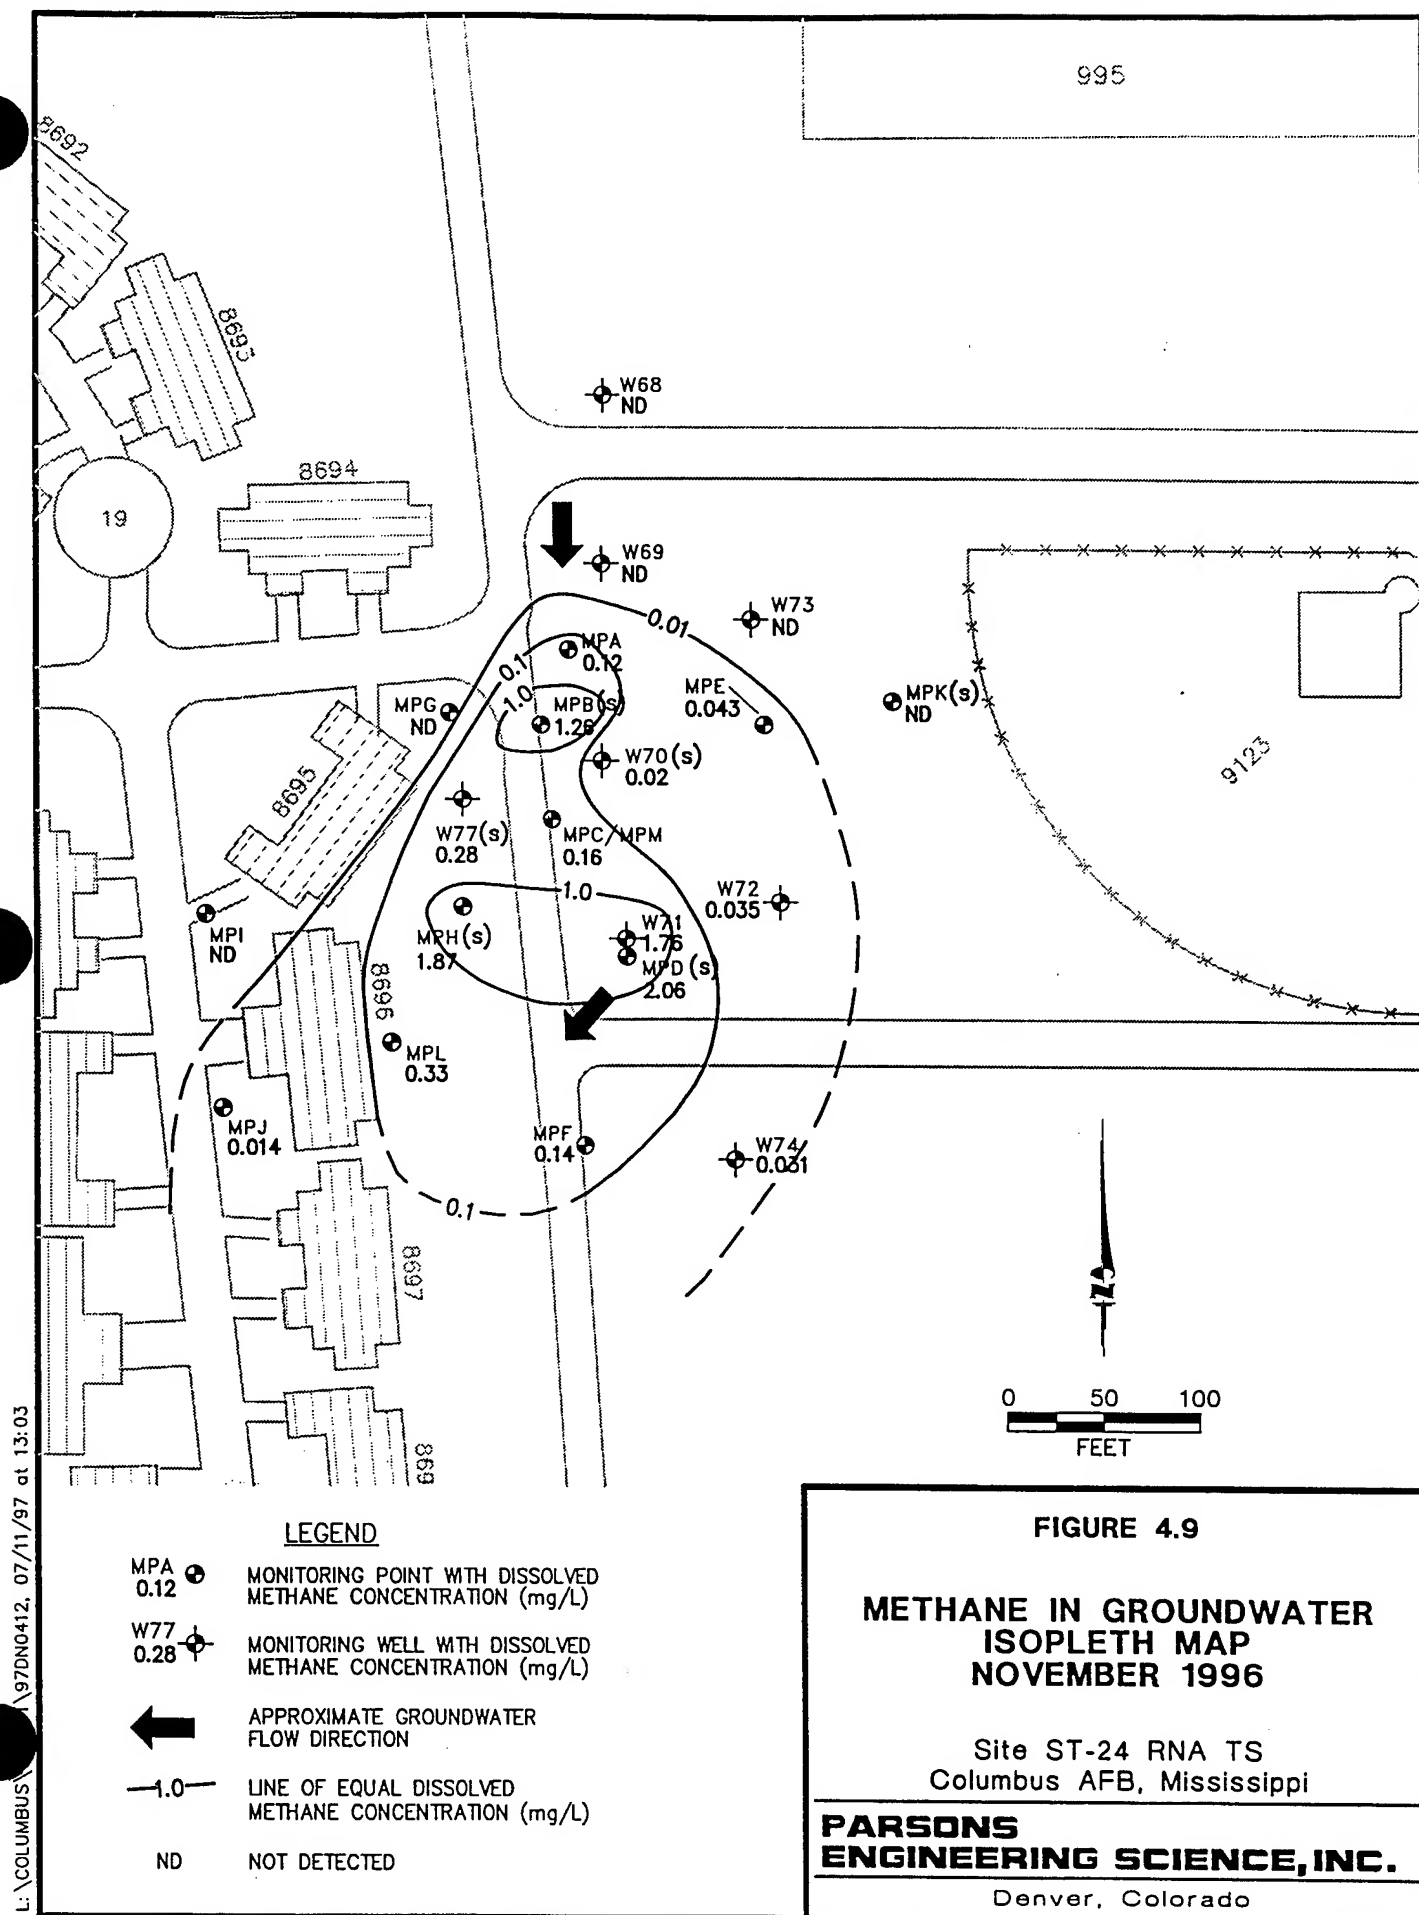 995
8692
8693
W68
ND
8694
19
W69
ND
0.01
W73
ND
MPA
0.12
0.1
1.0
MPB(s)
1.26
MPE
0.043
MPK(s)
ND
MPG
ND
W70(s)
0.02
9123
8695
W77(s)
0.28
MPC/MPM
0.16
1.0
W72
0.035
MPI
ND
MPH(s)
1.87
W71
1.76
MPD(s)
2.06
8696
MPL
0.33
MPJ
0.014
MPF
0.14
W74
0.031
0.1
8697
869
0 50 100
FEET
LEGEND
MPA
0.12
MONITORING POINT WITH DISSOLVED
METHANE CONCENTRATION (mg/L)
W77
0.28
MONITORING WELL WITH DISSOLVED
METHANE CONCENTRATION (mg/L)
APPROXIMATE GROUNDWATER
FLOW DIRECTION
1.0
LINE OF EQUAL DISSOLVED
METHANE CONCENTRATION (mg/L)
ND NOT DETECTED
FIGURE 4.9
METHANE IN GROUNDWATER
ISOPLETH MAP
NOVEMBER 1996
Site ST-24 RNA TS
Columbus AFB, Mississippi
PARSONS
ENGINEERING SCIENCE, INC.
Denver, Colorado
L:\COLUMBUS\ \97DN0412, 07/11/97 at 13:03